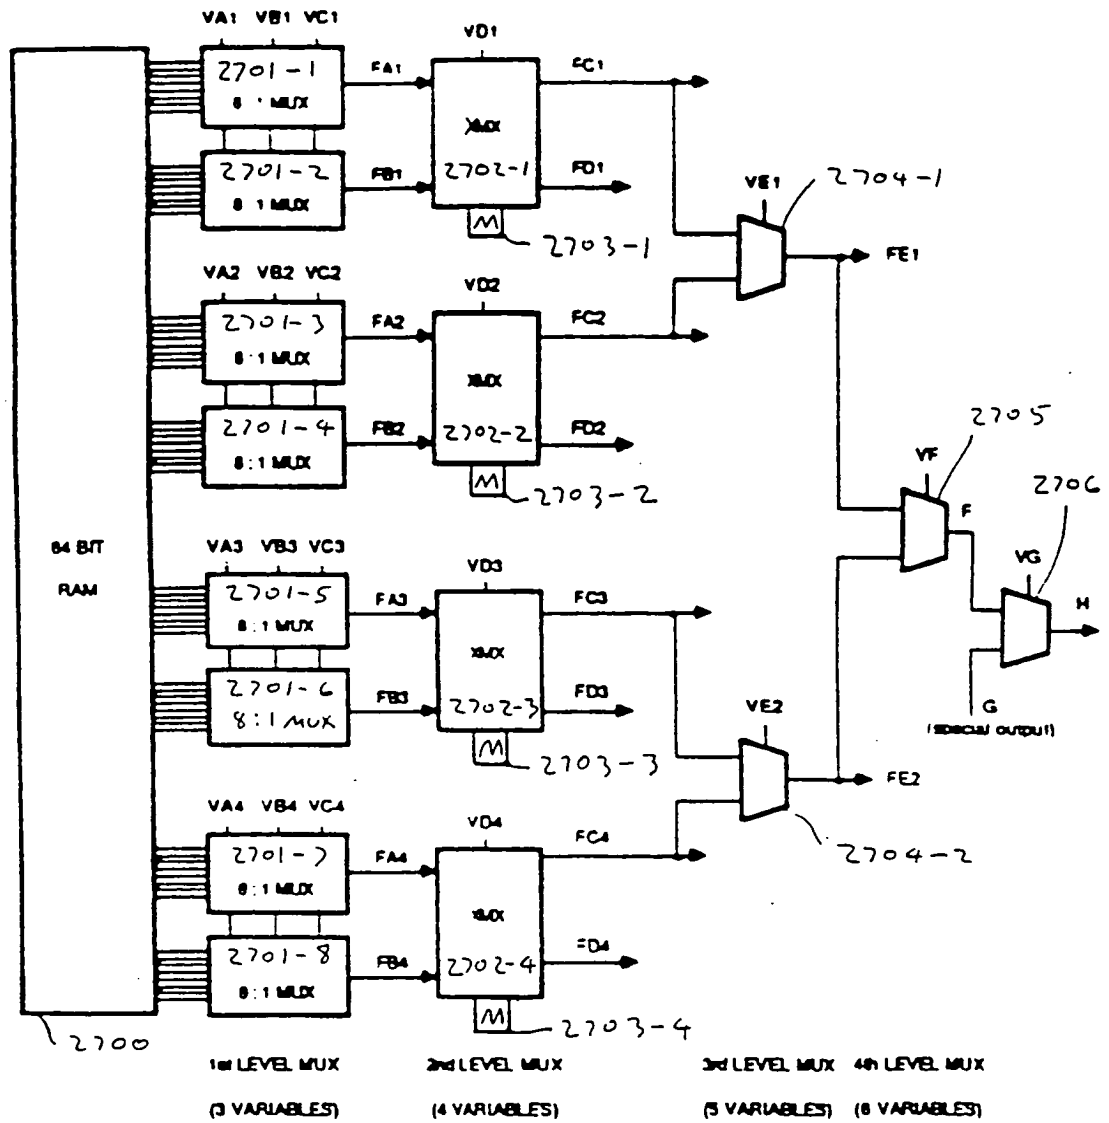 VA1 VB1 VC1
2701-1
8 : 1 MUX
FA1
VD1
XMX
2702-1
FC1
2701-2
8 : 1 MUX
FB1
FD1
M
2703-1
VE1
2704-1
FE1
VA2 VB2 VC2
2701-3
8 : 1 MUX
FA2
VD2
XMX
2702-2
FC2
2701-4
8 : 1 MUX
FB2
FD2
M
2703-2
VF
2705
F
VG
2706
H
G
(special output)
64 BIT
RAM
VA3 VB3 VC3
2701-5
8 : 1 MUX
FA3
VD3
XMX
2702-3
FC3
2701-6
8 : 1 MUX
FB3
FD3
M
2703-3
VE2
FE2
2704-2
VA4 VB4 VC4
2701-7
8 : 1 MUX
FA4
VD4
XMX
2702-4
FC4
2701-8
8 : 1 MUX
FB4
FD4
M
2703-4
2700
1st LEVEL MUX 2nd LEVEL MUX 3rd LEVEL MUX 4th LEVEL MUX
(3 VARIABLES) (4 VARIABLES) (5 VARIABLES) (6 VARIABLES)